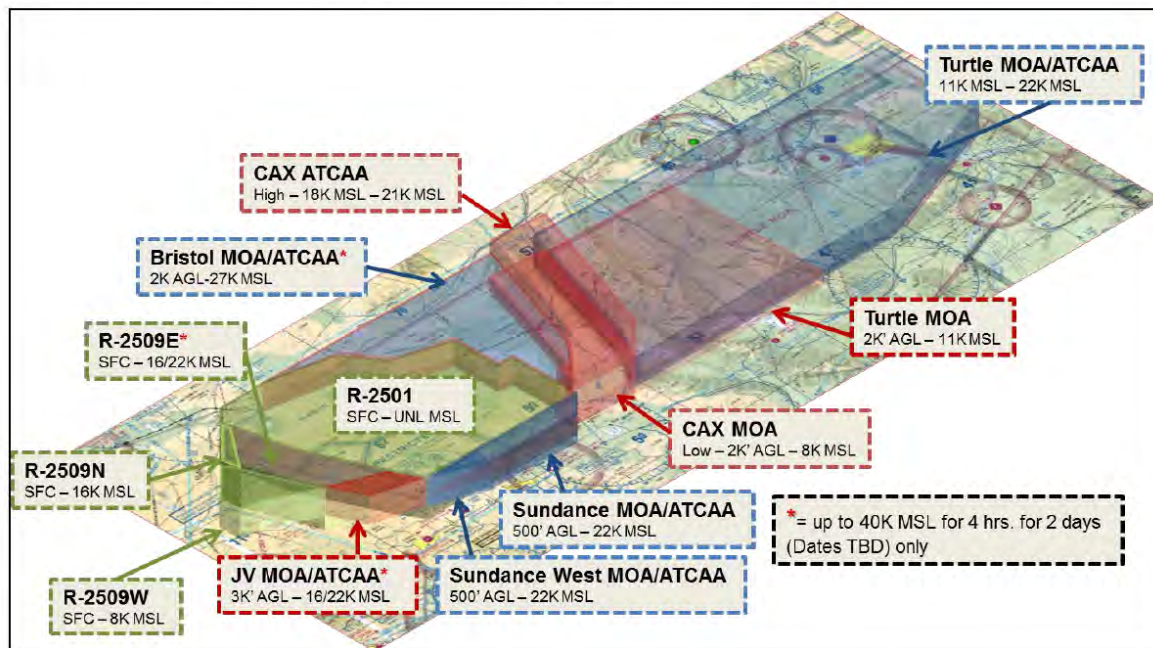 Turtle MOA/ATCAA
11K MSL – 22K MSL
CAX ATCAA
High – 18K MSL – 21K MSL
Bristol MOA/ATCAA*
2K AGL-27K MSL
R-2509E*
SFC – 16/22K MSL
R-2501
SFC – UNL MSL
Turtle MOA
2K' AGL – 11K MSL
CAX MOA
Low – 2K' AGL – 8K MSL
R-2509N
SFC – 16K MSL
Sundance MOA/ATCAA
500' AGL – 22K MSL
*= up to 40K MSL for 4 hrs. for 2 days
(Dates TBD) only
R-2509W
SFC – 8K MSL
JV MOA/ATCAA*
3K' AGL – 16/22K MSL
Sundance West MOA/ATCAA
500' AGL – 22K MSL